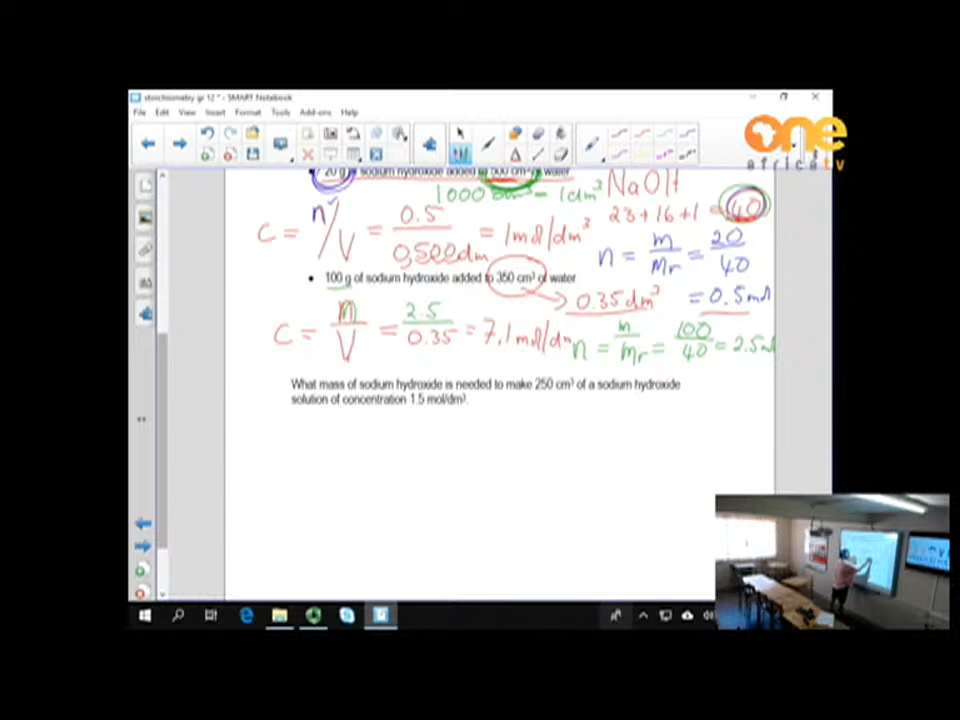 stoichiometry gr 12 * - SMART Notebook
File Edit View Insert Format Tools Add-ons Help
one
africa tv
• 20 g of sodium hydroxide added to 500 cm³ of water
1000 cm³ = 1dm³
NaOH
23+16+1 = 40
C = n/V = 0.5/0,500dm = 1mol/dm³
n = m/Mr = 20/40
= 0.5mol
• 100 g of sodium hydroxide added to 350 cm³ of water
→ 0.35dm³
C = n/V = 2.5/0.35 = 7,1mol/dm
n = m/Mr = 100/40 = 2.5mol
What mass of sodium hydroxide is needed to make 250 cm³ of a sodium hydroxide
solution of concentration 1.5 mol/dm³.